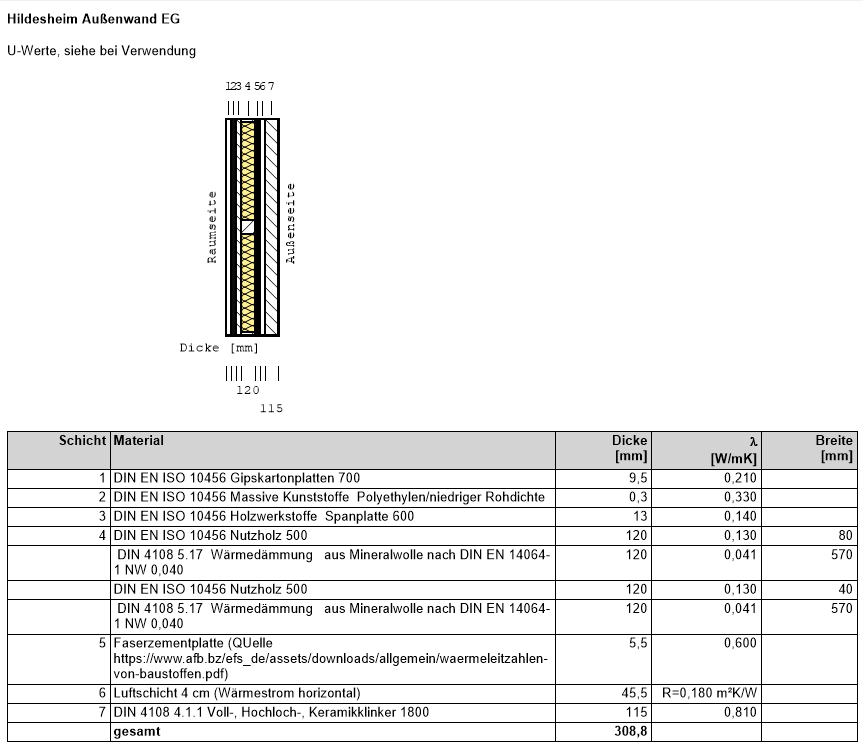 Hildesheim Außenwand EG
U-Werte, siehe bei Verwendung
123 4 56 7
Raumseite
Außenseite
Dicke [mm]
120
115
Schicht Material Dicke [mm] λ [W/mK] Breite [mm]
1 DIN EN ISO 10456 Gipskartonplatten 700 9,5 0,210
2 DIN EN ISO 10456 Massive Kunststoffe Polyethylen/niedriger Rohdichte 0,3 0,330
3 DIN EN ISO 10456 Holzwerkstoffe Spanplatte 600 13 0,140
4 DIN EN ISO 10456 Nutzholz 500 120 0,130 80
DIN 4108 5.17 Wärmedämmung aus Mineralwolle nach DIN EN 14064- 120 0,041 570
1 NW 0,040
DIN EN ISO 10456 Nutzholz 500 120 0,130 40
DIN 4108 5.17 Wärmedämmung aus Mineralwolle nach DIN EN 14064- 120 0,041 570
1 NW 0,040
5 Faserzementplatte (QUelle 5,5 0,600
https://www.afb.bz/efs_de/assets/downloads/allgemein/waermeleitzahlen-
von-baustoffen.pdf)
6 Luftschicht 4 cm (Wärmestrom horizontal) 45,5 R=0,180 m²K/W
7 DIN 4108 4.1.1 Voll-, Hochloch-, Keramikklinker 1800 115 0,810
gesamt 308,8